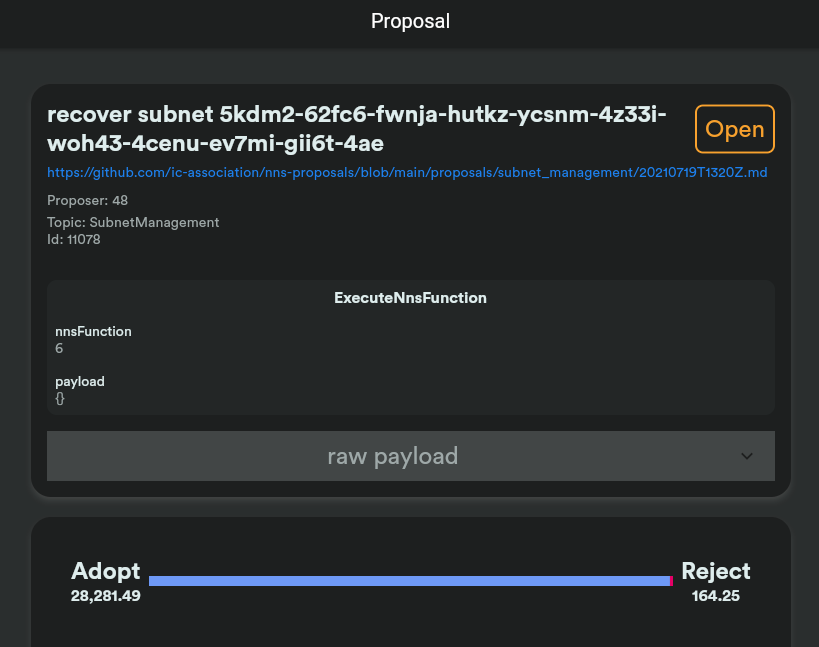 Proposal
recover subnet 5kdm2-62fc6-fwnja-hutkz-ycsnm-4z33i-
woh43-4cenu-ev7mi-gii6t-4ae
Open
https://github.com/ic-association/nns-proposals/blob/main/proposals/subnet_management/20210719T1320Z.md
Proposer: 48
Topic: SubnetManagement
Id: 11078
ExecuteNnsFunction
nnsFunction
6
payload
{}
raw payload
Adopt
28,281.49
Reject
164.25